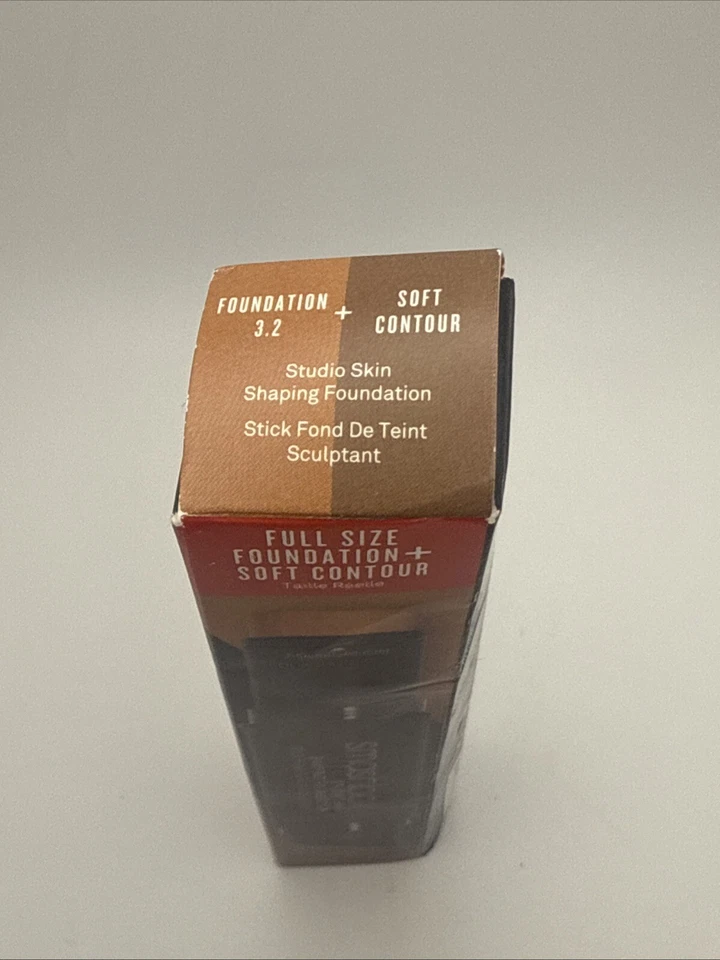 FOUNDATION
3.2
+
SOFT
CONTOUR
Studio Skin
Shaping Foundation
Stick Fond De Teint
Sculptant
FULL SIZE
FOUNDATION +
SOFT CONTOUR
Taille Réelle